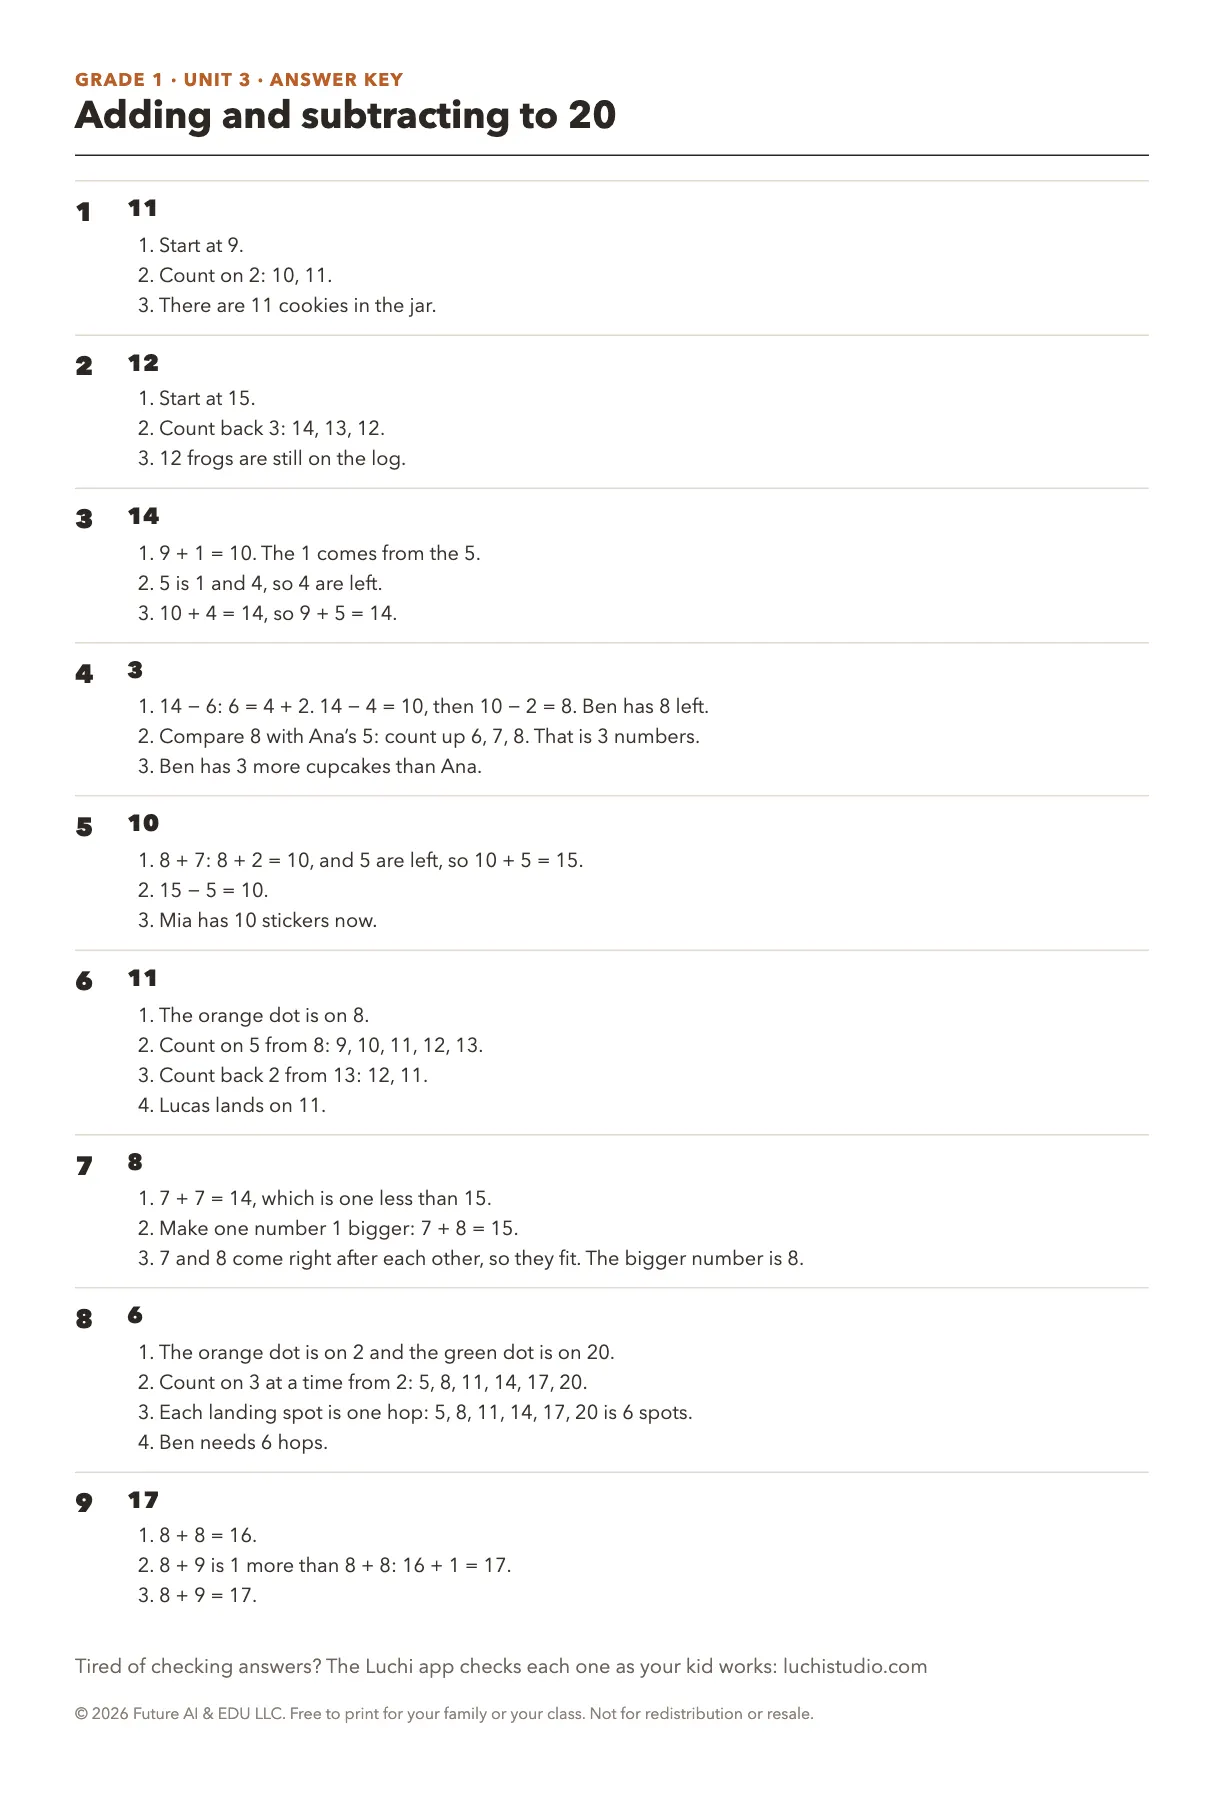 GRADE 1 · UNIT 3 · ANSWER KEY
Adding and subtracting to 20
1 11
1. Start at 9.
2. Count on 2: 10, 11.
3. There are 11 cookies in the jar.
2 12
1. Start at 15.
2. Count back 3: 14, 13, 12.
3. 12 frogs are still on the log.
3 14
1. 9 + 1 = 10. The 1 comes from the 5.
2. 5 is 1 and 4, so 4 are left.
3. 10 + 4 = 14, so 9 + 5 = 14.
4 3
1. 14 − 6: 6 = 4 + 2. 14 − 4 = 10, then 10 − 2 = 8. Ben has 8 left.
2. Compare 8 with Ana’s 5: count up 6, 7, 8. That is 3 numbers.
3. Ben has 3 more cupcakes than Ana.
5 10
1. 8 + 7: 8 + 2 = 10, and 5 are left, so 10 + 5 = 15.
2. 15 − 5 = 10.
3. Mia has 10 stickers now.
6 11
1. The orange dot is on 8.
2. Count on 5 from 8: 9, 10, 11, 12, 13.
3. Count back 2 from 13: 12, 11.
4. Lucas lands on 11.
7 8
1. 7 + 7 = 14, which is one less than 15.
2. Make one number 1 bigger: 7 + 8 = 15.
3. 7 and 8 come right after each other, so they fit. The bigger number is 8.
8 6
1. The orange dot is on 2 and the green dot is on 20.
2. Count on 3 at a time from 2: 5, 8, 11, 14, 17, 20.
3. Each landing spot is one hop: 5, 8, 11, 14, 17, 20 is 6 spots.
4. Ben needs 6 hops.
9 17
1. 8 + 8 = 16.
2. 8 + 9 is 1 more than 8 + 8: 16 + 1 = 17.
3. 8 + 9 = 17.
Tired of checking answers? The Luchi app checks each one as your kid works: luchistudio.com
© 2026 Future AI & EDU LLC. Free to print for your family or your class. Not for redistribution or resale.